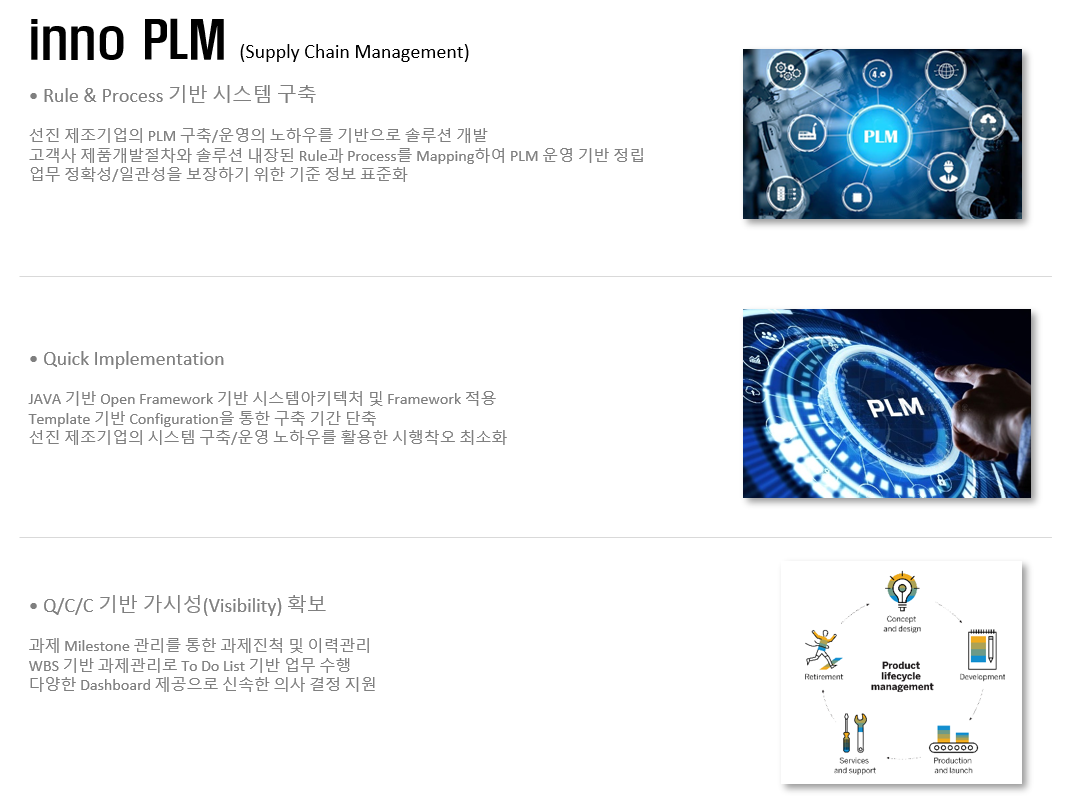 inno PLM (Supply Chain Management)
• Rule & Process 기반 시스템 구축
선진 제조기업의 PLM 구축/운영의 노하우를 기반으로 솔루션 개발
고객사 제품개발절차와 솔루션 내장된 Rule과 Process를 Mapping하여 PLM 운영 기반 정립
업무 정확성/일관성을 보장하기 위한 기준 정보 표준화
4.0
PLM
• Quick Implementation
JAVA 기반 Open Framework 기반 시스템아키텍처 및 Framework 적용
Template 기반 Configuration을 통한 구축 기간 단축
선진 제조기업의 시스템 구축/운영 노하우를 활용한 시행착오 최소화
PLM
• Q/C/C 기반 가시성(Visibility) 확보
과제 Milestone 관리를 통한 과제진척 및 이력관리
WBS 기반 과제관리로 To Do List 기반 업무 수행
다양한 Dashboard 제공으로 신속한 의사 결정 지원
Concept
and design
Retirement
Product
lifecycle
management
Development
Services
and support
Production
and launch